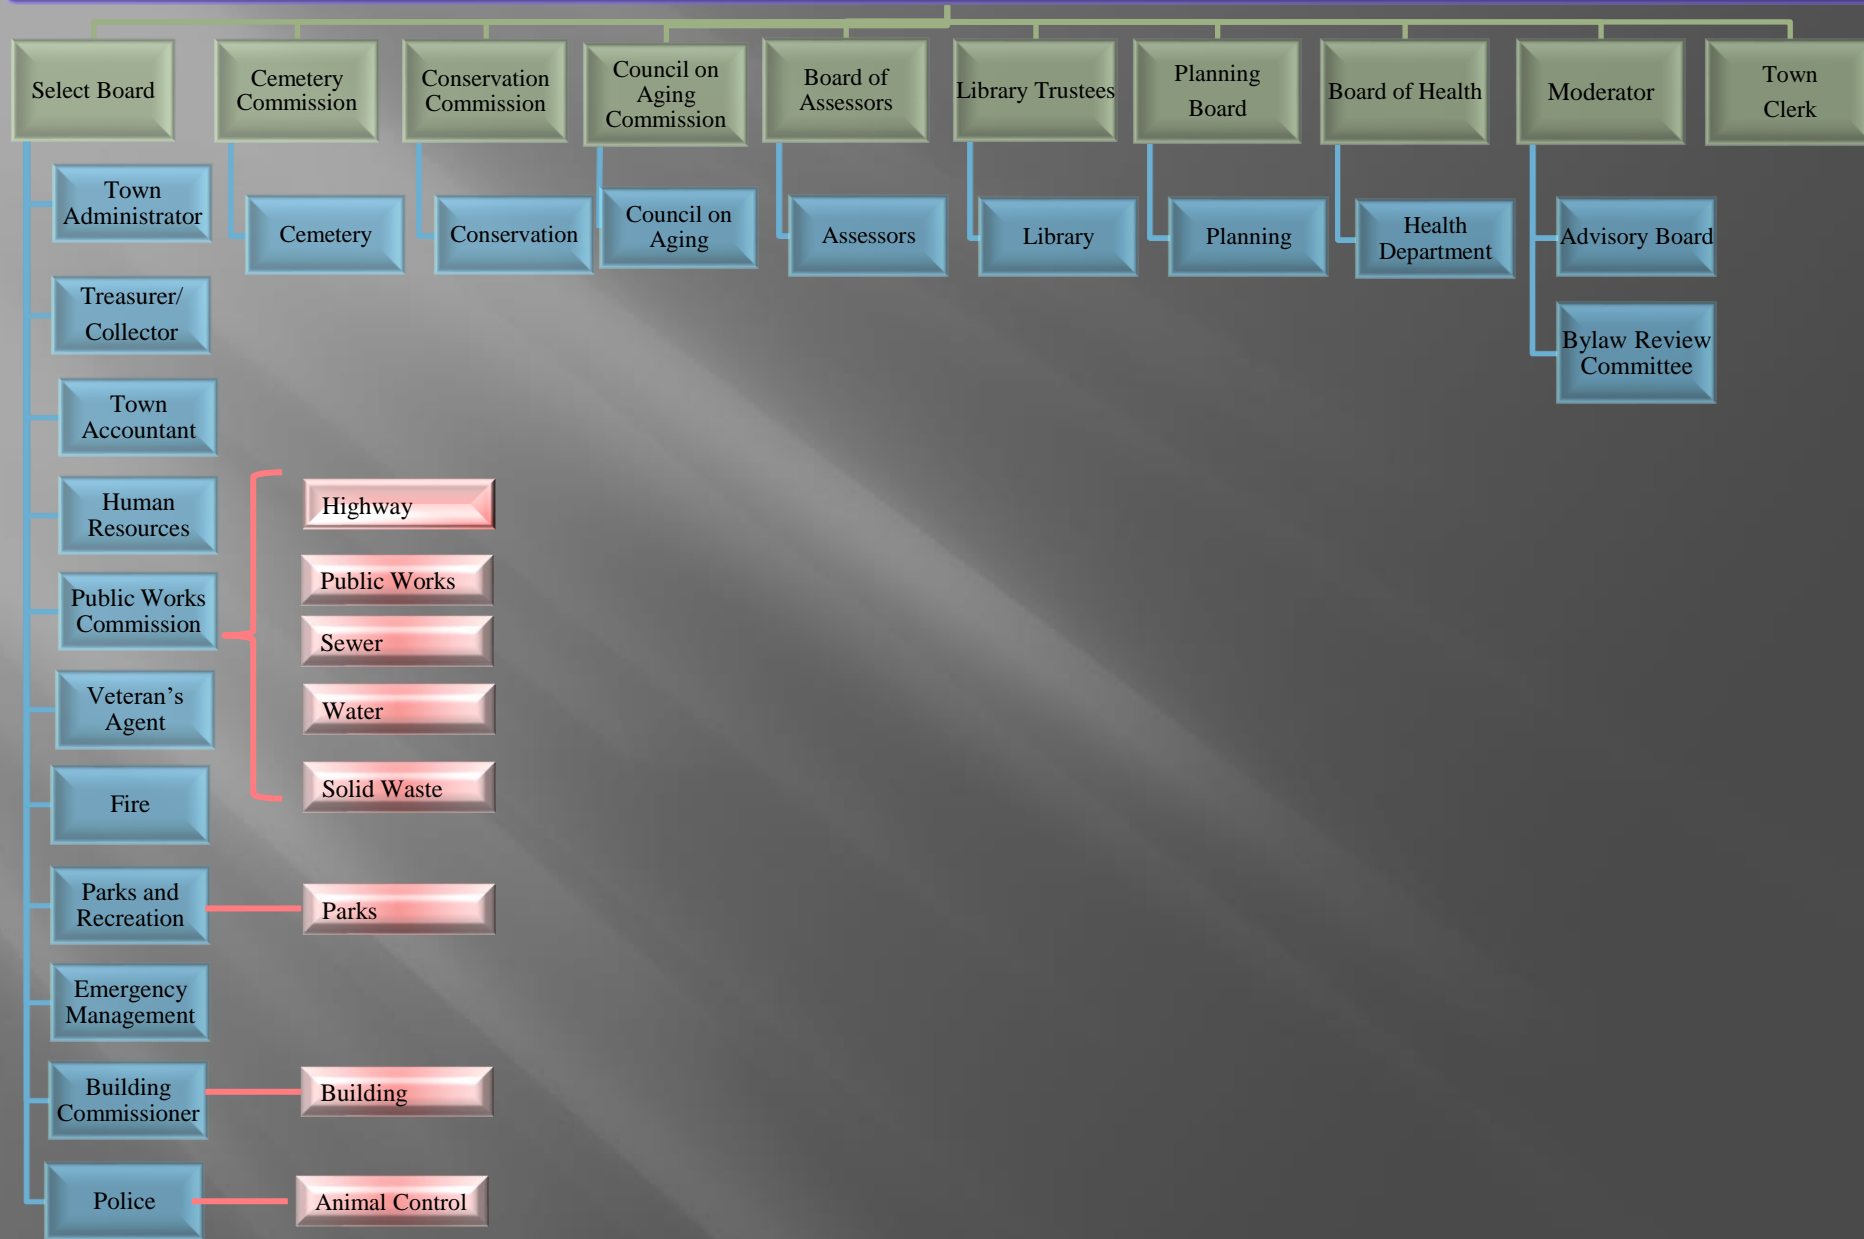 Select Board
Cemetery
Commission
Conservation
Commission
Council on
Aging
Commission
Board of
Assessors
Library Trustees
Planning
Board
Board of Health
Moderator
Town
Clerk
Town
Administrator
Cemetery
Conservation
Council on
Aging
Assessors
Library
Planning
Health
Department
Advisory Board
Treasurer/
Collector
Bylaw Review
Committee
Town
Accountant
Human
Resources
Highway
Public Works
Commission
Public Works
Sewer
Veteran’s
Agent
Water
Fire
Solid Waste
Parks and
Recreation
Parks
Emergency
Management
Building
Commissioner
Building
Police
Animal Control